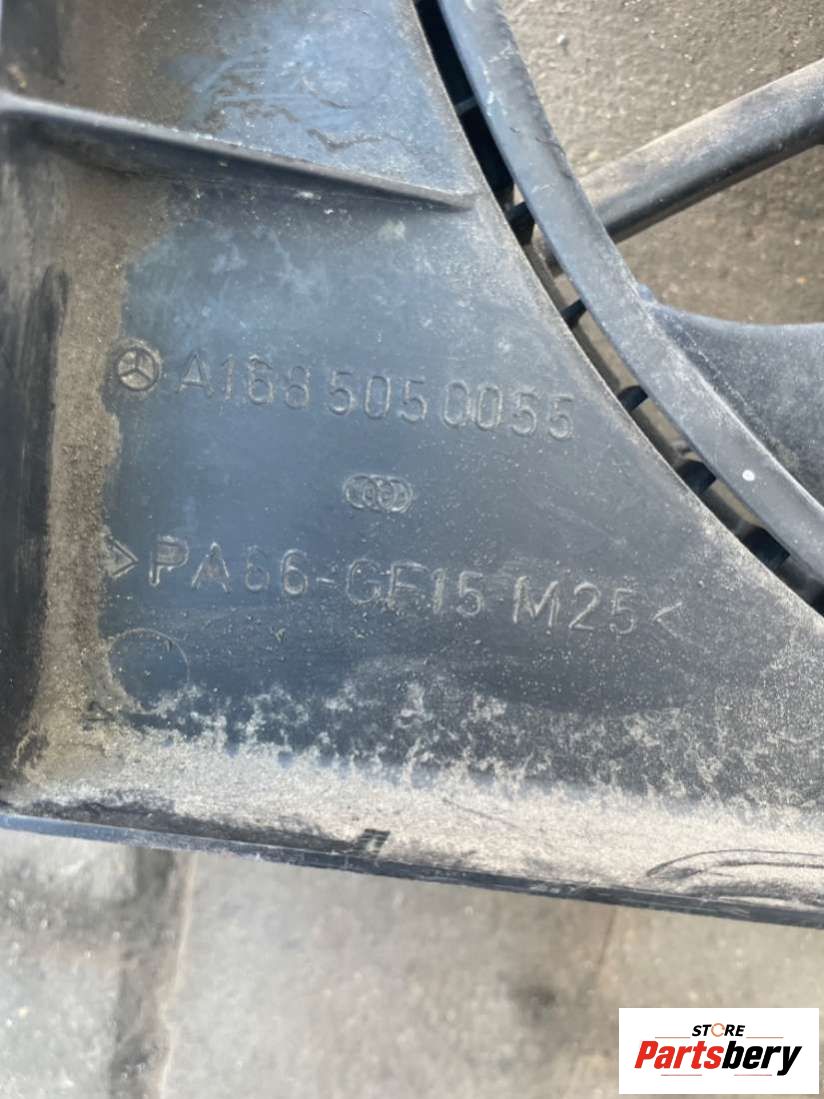 A168 505 0055
>PA66-GF15 M25<
STORE
Partsbery